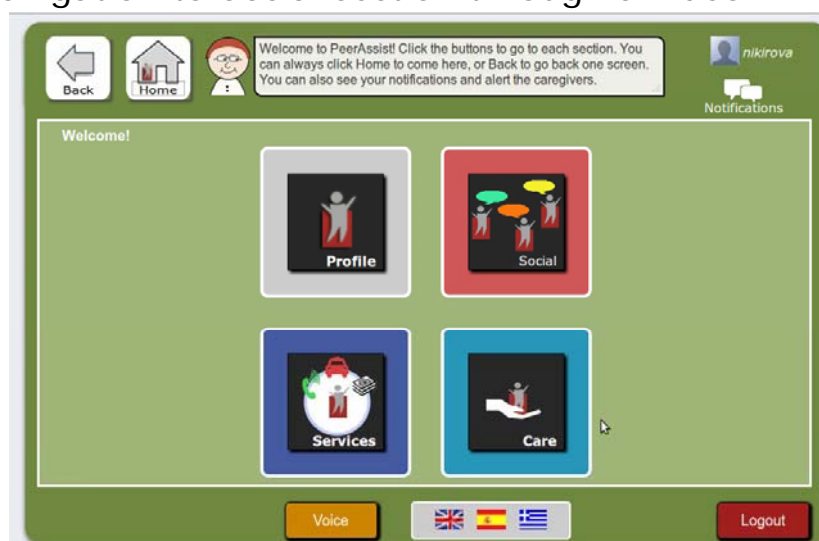 Welcome to PeerAssist! Click the buttons to go to each section. You
can always click Home to come here, or Back to go back one screen.
You can also see your notifications and alert the caregivers.
Back
Home
nikirova
Notifications
Welcome!
Profile
Social
Services
Care
Voice
Logout